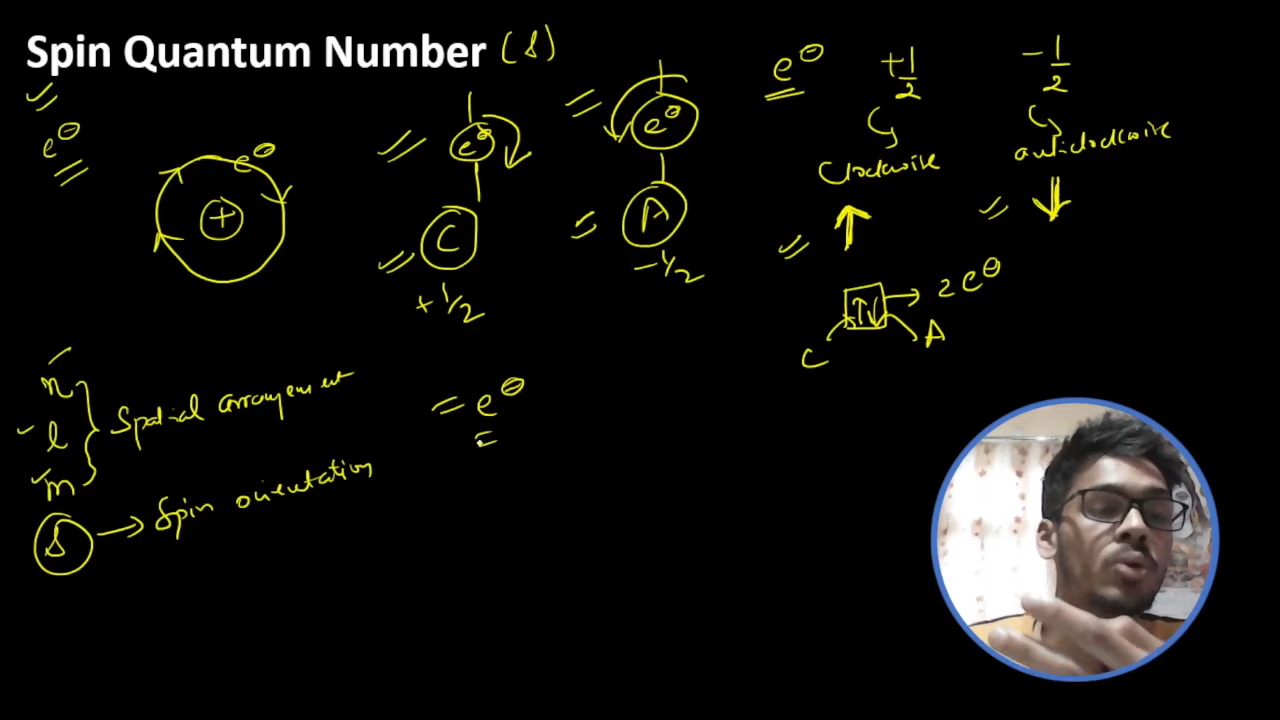 Spin Quantum Number (s)
e⊖
e⊖
+
e⊖
C
+1/2
e⊖
A
-1/2
e⊖ +1/2 -1/2
Clockwise
anticlockwise
↑ ↓
↑↓ → 2e⊖
C A
n
l
m
} Spatial arrangement
s → Spin orientation
= e⊖